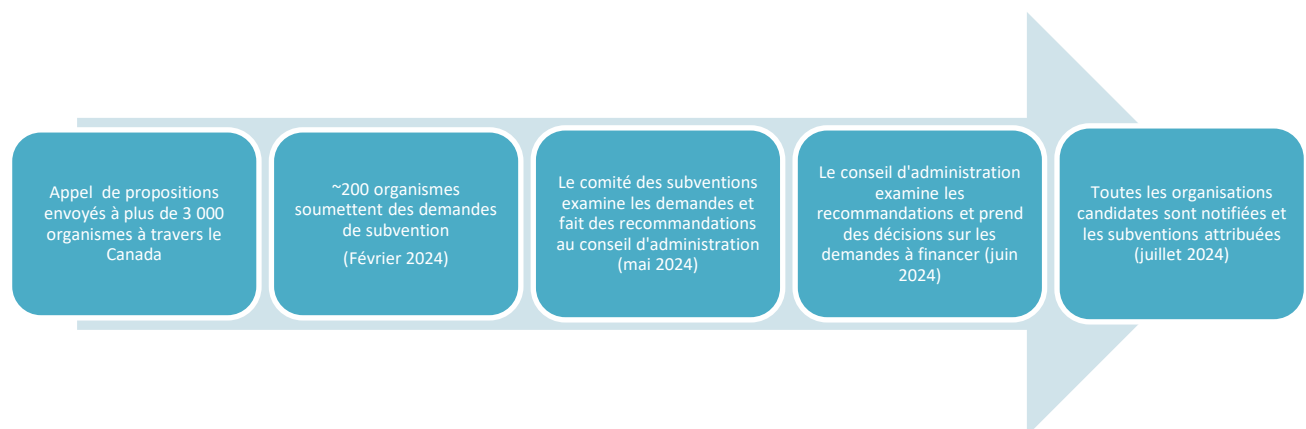 Appel  de propositions
envoyés à plus de 3 000
organismes à travers le
Canada
~200 organismes
soumettent des demandes
de subvention
(Février 2024)
Le comité des subventions
examine les demandes et
fait des recommandations
au conseil d'administration
(mai 2024)
Le conseil d'administration
examine les
recommandations et prend
des décisions sur les
demandes à financer (juin
2024)
Toutes les organisations
candidates sont notifiées et
les subventions attribuées
(juillet 2024)